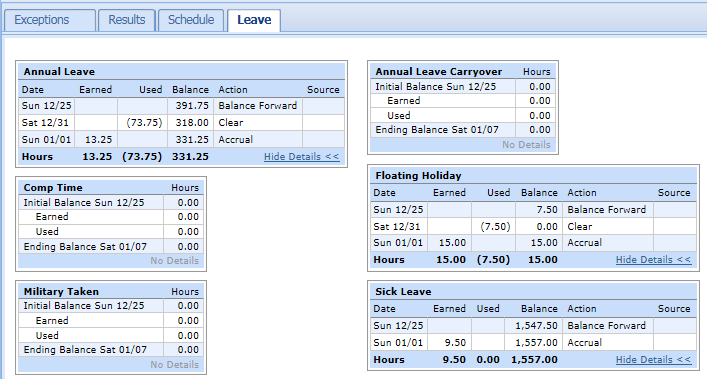 Exceptions Results Schedule Leave
Annual Leave
Date Earned Used Balance Action Source
Sun 12/25 391.75 Balance Forward
Sat 12/31 (73.75) 318.00 Clear
Sun 01/01 13.25 331.25 Accrual
Hours 13.25 (73.75) 331.25 Hide Details <<
Annual Leave Carryover Hours
Initial Balance Sun 12/25 0.00
Earned 0.00
Used 0.00
Ending Balance Sat 01/07 0.00
No Details
Comp Time Hours
Initial Balance Sun 12/25 0.00
Earned 0.00
Used 0.00
Ending Balance Sat 01/07 0.00
No Details
Floating Holiday
Date Earned Used Balance Action Source
Sun 12/25 7.50 Balance Forward
Sat 12/31 (7.50) 0.00 Clear
Sun 01/01 15.00 15.00 Accrual
Hours 15.00 (7.50) 15.00 Hide Details <<
Military Taken Hours
Initial Balance Sun 12/25 0.00
Earned 0.00
Used 0.00
Ending Balance Sat 01/07 0.00
No Details
Sick Leave
Date Earned Used Balance Action Source
Sun 12/25 1,547.50 Balance Forward
Sun 01/01 9.50 1,557.00 Accrual
Hours 9.50 0.00 1,557.00 Hide Details <<